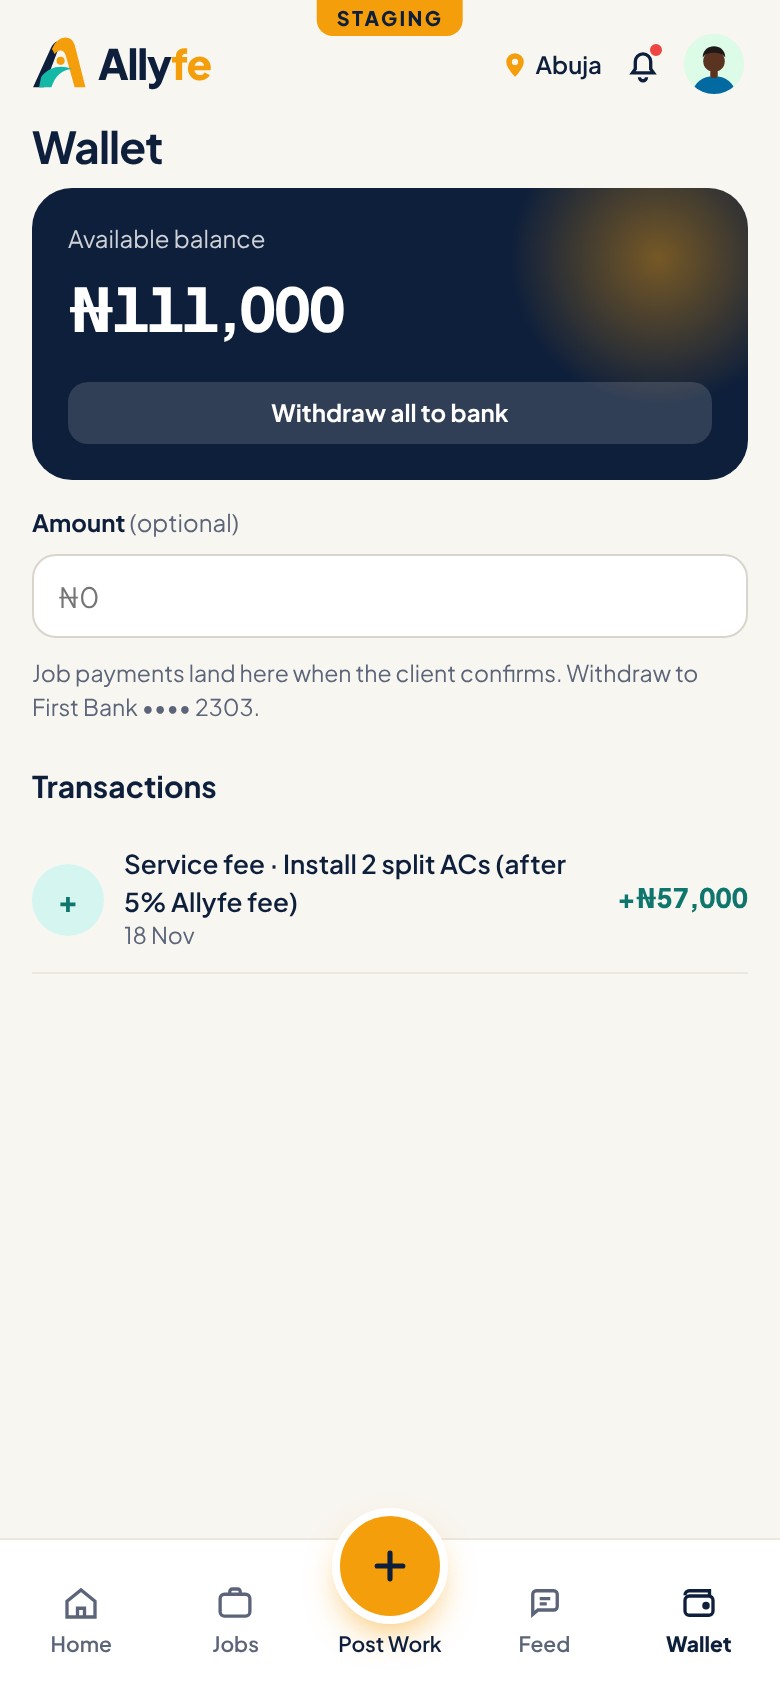 STAGING
Allyfe
Abuja
Wallet
Available balance
₦111,000
Withdraw all to bank
Amount (optional)
₦0
Job payments land here when the client confirms. Withdraw to
First Bank •••• 2303.
Transactions
Service fee · Install 2 split ACs (after
5% Allyfe fee)
+
+₦57,000
18 Nov
Home
Jobs
Post Work
Feed
Wallet